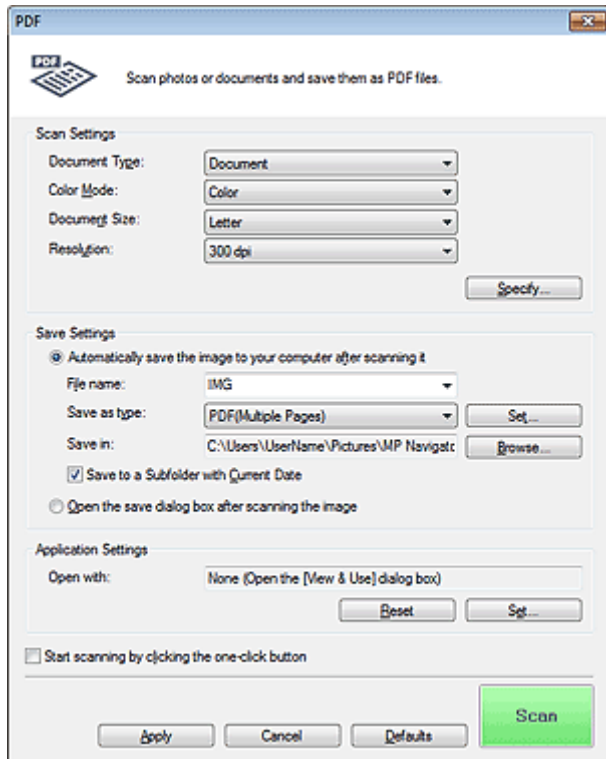 PDF
PDF
Scan photos or documents and save them as PDF files.
Scan Settings
Document Type: Document
Color Mode: Color
Document Size: Letter
Resolution: 300 dpi
Specify...
Save Settings
Automatically save the image to your computer after scanning it
File name: IMG
Save as type: PDF(Multiple Pages) Set...
Save in: C:\Users\UserName\Pictures\MP Navigatc Browse...
Save to a Subfolder with Current Date
Open the save dialog box after scanning the image
Application Settings
Open with: None (Open the [View & Use] dialog box)
Reset Set...
Start scanning by clicking the one-click button
Scan
Apply Cancel Defaults